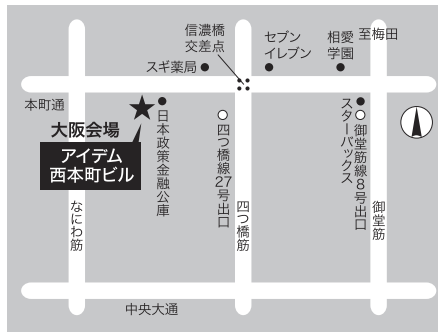 信濃橋
交差点
セブン
イレブン
相愛
学園
至梅田
スギ薬局
本町通
大阪会場
アイデム
西本町ビル
日本政策金融公庫
四つ橋線27号出口
スターバックス
御堂筋線8号出口
なにわ筋
四つ橋筋
御堂筋
中央大通